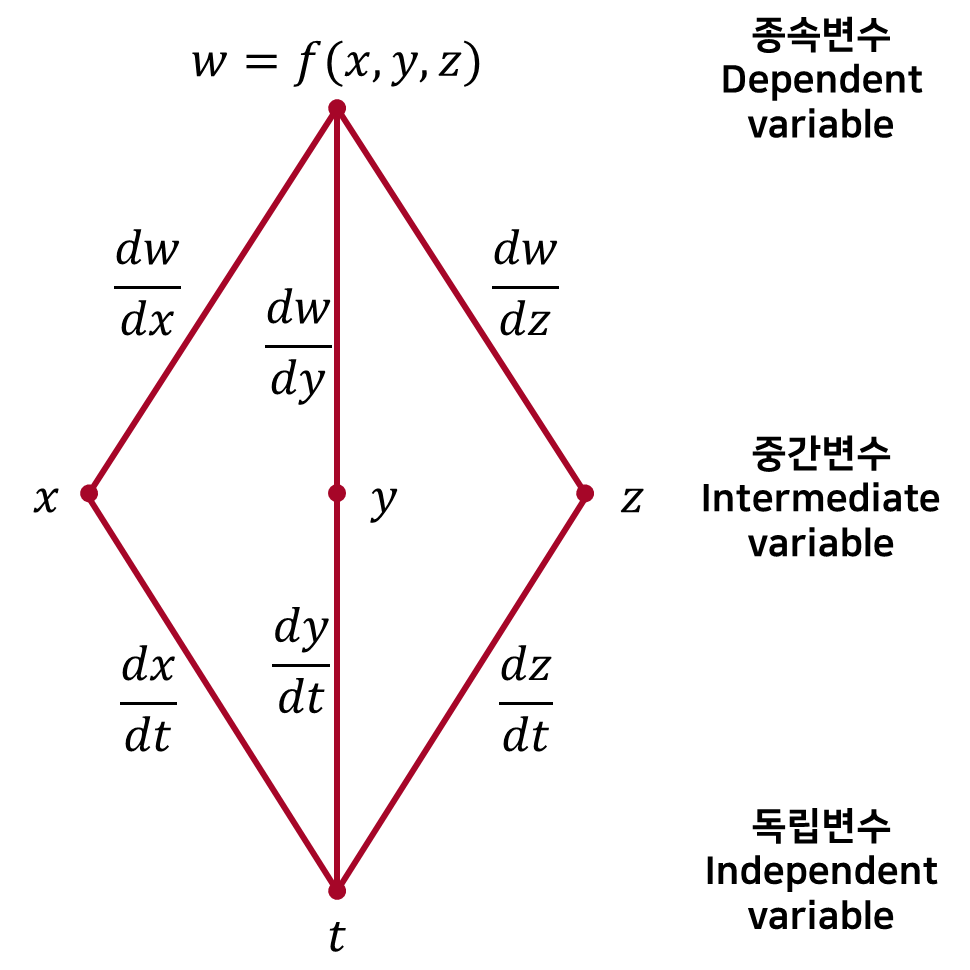 w = f(x, y, z)
종속변수
Dependent
variable
dw
dx
dw
dy
dw
dz
x
y
z
중간변수
Intermediate
variable
dx
dt
dy
dt
dz
dt
독립변수
Independent
variable
t